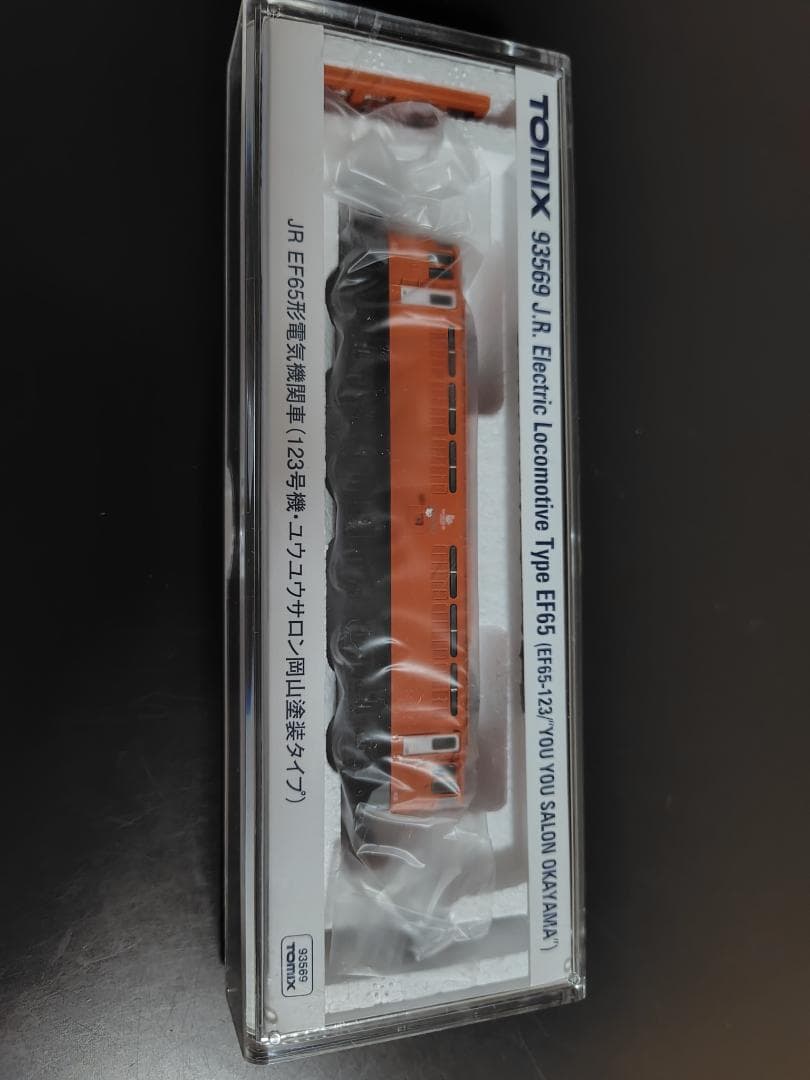 TOMIX 93569 J.R. Electric Locomotive Type EF65 (EF65-123/"YOU YOU SALON OKAYAMA")
JR EF65形電気機関車(123号機・ユウユウサロン岡山塗装タイプ)
93569
TOMIX